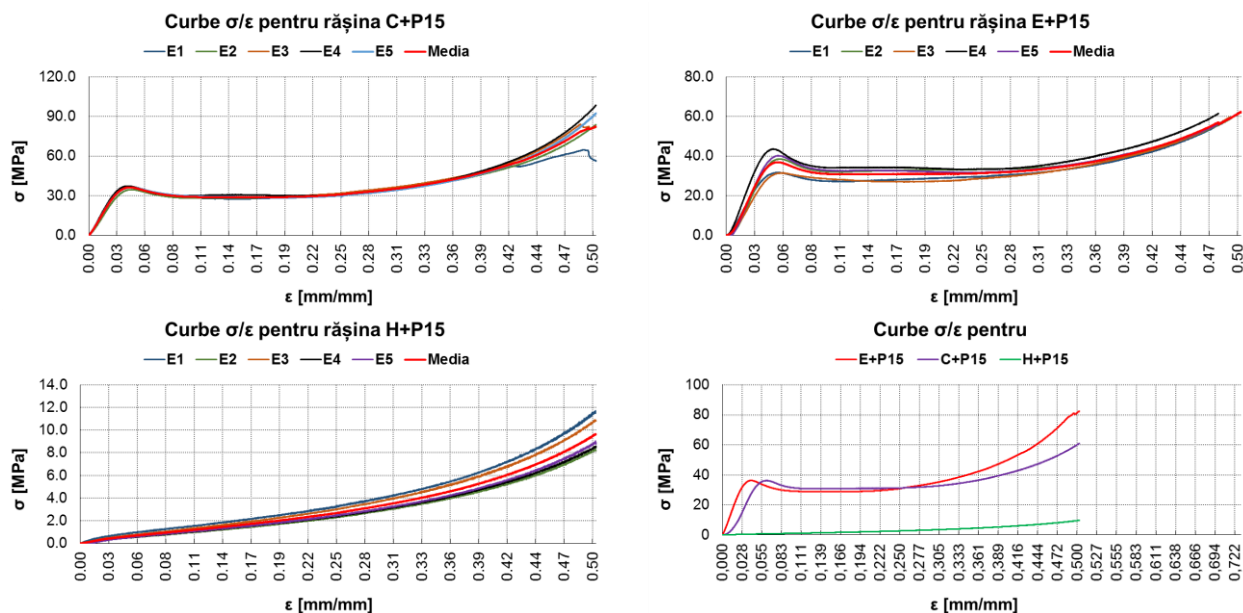 Curbe σ/ε pentru rășina C+P15
E1 E2 E3 E4 E5 Media
120.0
90.0
60.0
30.0
0.0
σ [MPa]
0.00 0.03 0.06 0.08 0.11 0.14 0.17 0.19 0.22 0.25 0.28 0.31 0.33 0.36 0.39 0.42 0.44 0.47 0.50
ε [mm/mm]
Curbe σ/ε pentru rășina E+P15
E1 E2 E3 E4 E5 Media
80.0
60.0
40.0
20.0
0.0
σ [MPa]
0.00 0.03 0.06 0.08 0.11 0.14 0.17 0.19 0.22 0.25 0.28 0.31 0.33 0.36 0.39 0.42 0.44 0.47 0.50
ε [mm/mm]
Curbe σ/ε pentru rășina H+P15
E1 E2 E3 E4 E5 Media
14.0
12.0
10.0
8.0
6.0
4.0
2.0
0.0
σ [MPa]
0.00 0.03 0.06 0.08 0.11 0.14 0.17 0.19 0.22 0.25 0.28 0.31 0.33 0.36 0.39 0.42 0.44 0.47 0.50
ε [mm/mm]
Curbe σ/ε pentru
E+P15 C+P15 H+P15
100
80
60
40
20
0
σ [MPa]
0,000 0,028 0,055 0,083 0,111 0,139 0,166 0,194 0,222 0,250 0,277 0,305 0,333 0,361 0,389 0,416 0,444 0,472 0,500 0,527 0,555 0,583 0,611 0,638 0,666 0,694 0,722
ε [mm/mm]